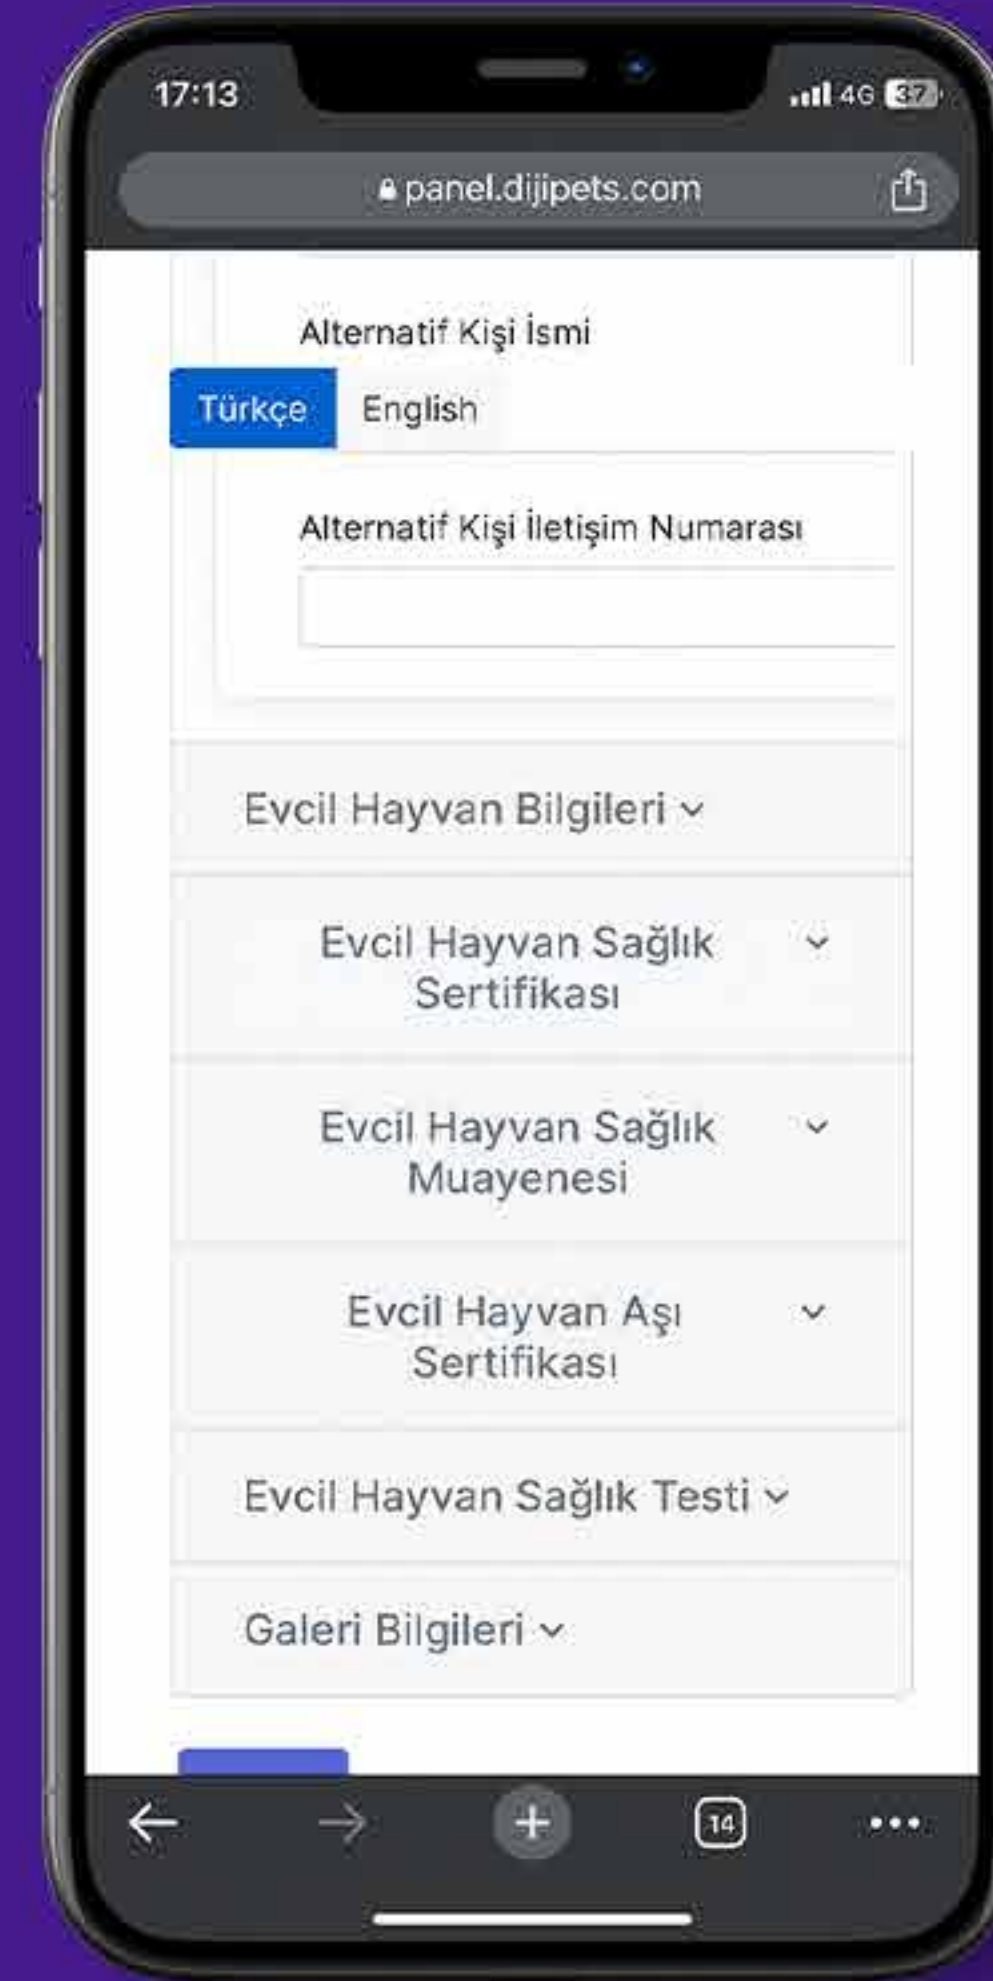 17:13
4G 37
panel.dijipets.com
Alternatif Kişi İsmi
Türkçe English
Alternatif Kişi İletişim Numarası
Evcil Hayvan Bilgileri
Evcil Hayvan Sağlık
Sertifikası
Evcil Hayvan Sağlık
Muayenesi
Evcil Hayvan Aşı
Sertifikası
Evcil Hayvan Sağlık Testi
Galeri Bilgileri
14